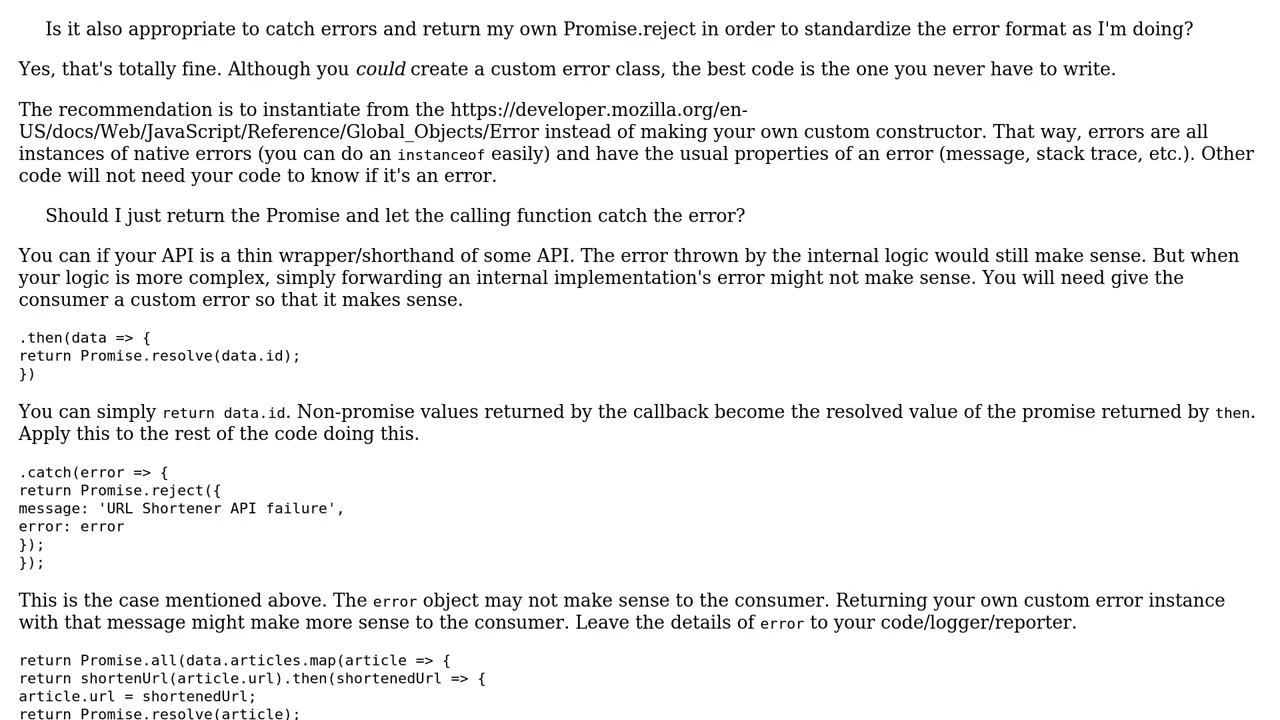 Is it also appropriate to catch errors and return my own Promise.reject in order to standardize the error format as I'm doing?
Yes, that's totally fine. Although you could create a custom error class, the best code is the one you never have to write.
The recommendation is to instantiate from the https://developer.mozilla.org/en-
US/docs/Web/JavaScript/Reference/Global_Objects/Error instead of making your own custom constructor. That way, errors are all
instances of native errors (you can do an instanceof easily) and have the usual properties of an error (message, stack trace, etc.). Other
code will not need your code to know if it's an error.
Should I just return the Promise and let the calling function catch the error?
You can if your API is a thin wrapper/shorthand of some API. The error thrown by the internal logic would still make sense. But when
your logic is more complex, simply forwarding an internal implementation's error might not make sense. You will need give the
consumer a custom error so that it makes sense.
.then(data => {
return Promise.resolve(data.id);
})
You can simply return data.id. Non-promise values returned by the callback become the resolved value of the promise returned by then.
Apply this to the rest of the code doing this.
.catch(error => {
return Promise.reject({
message: 'URL Shortener API failure',
error: error
});
});
This is the case mentioned above. The error object may not make sense to the consumer. Returning your own custom error instance
with that message might make more sense to the consumer. Leave the details of error to your code/logger/reporter.
return Promise.all(data.articles.map(article => {
return shortenUrl(article.url).then(shortenedUrl => {
article.url = shortenedUrl;
return Promise.resolve(article);